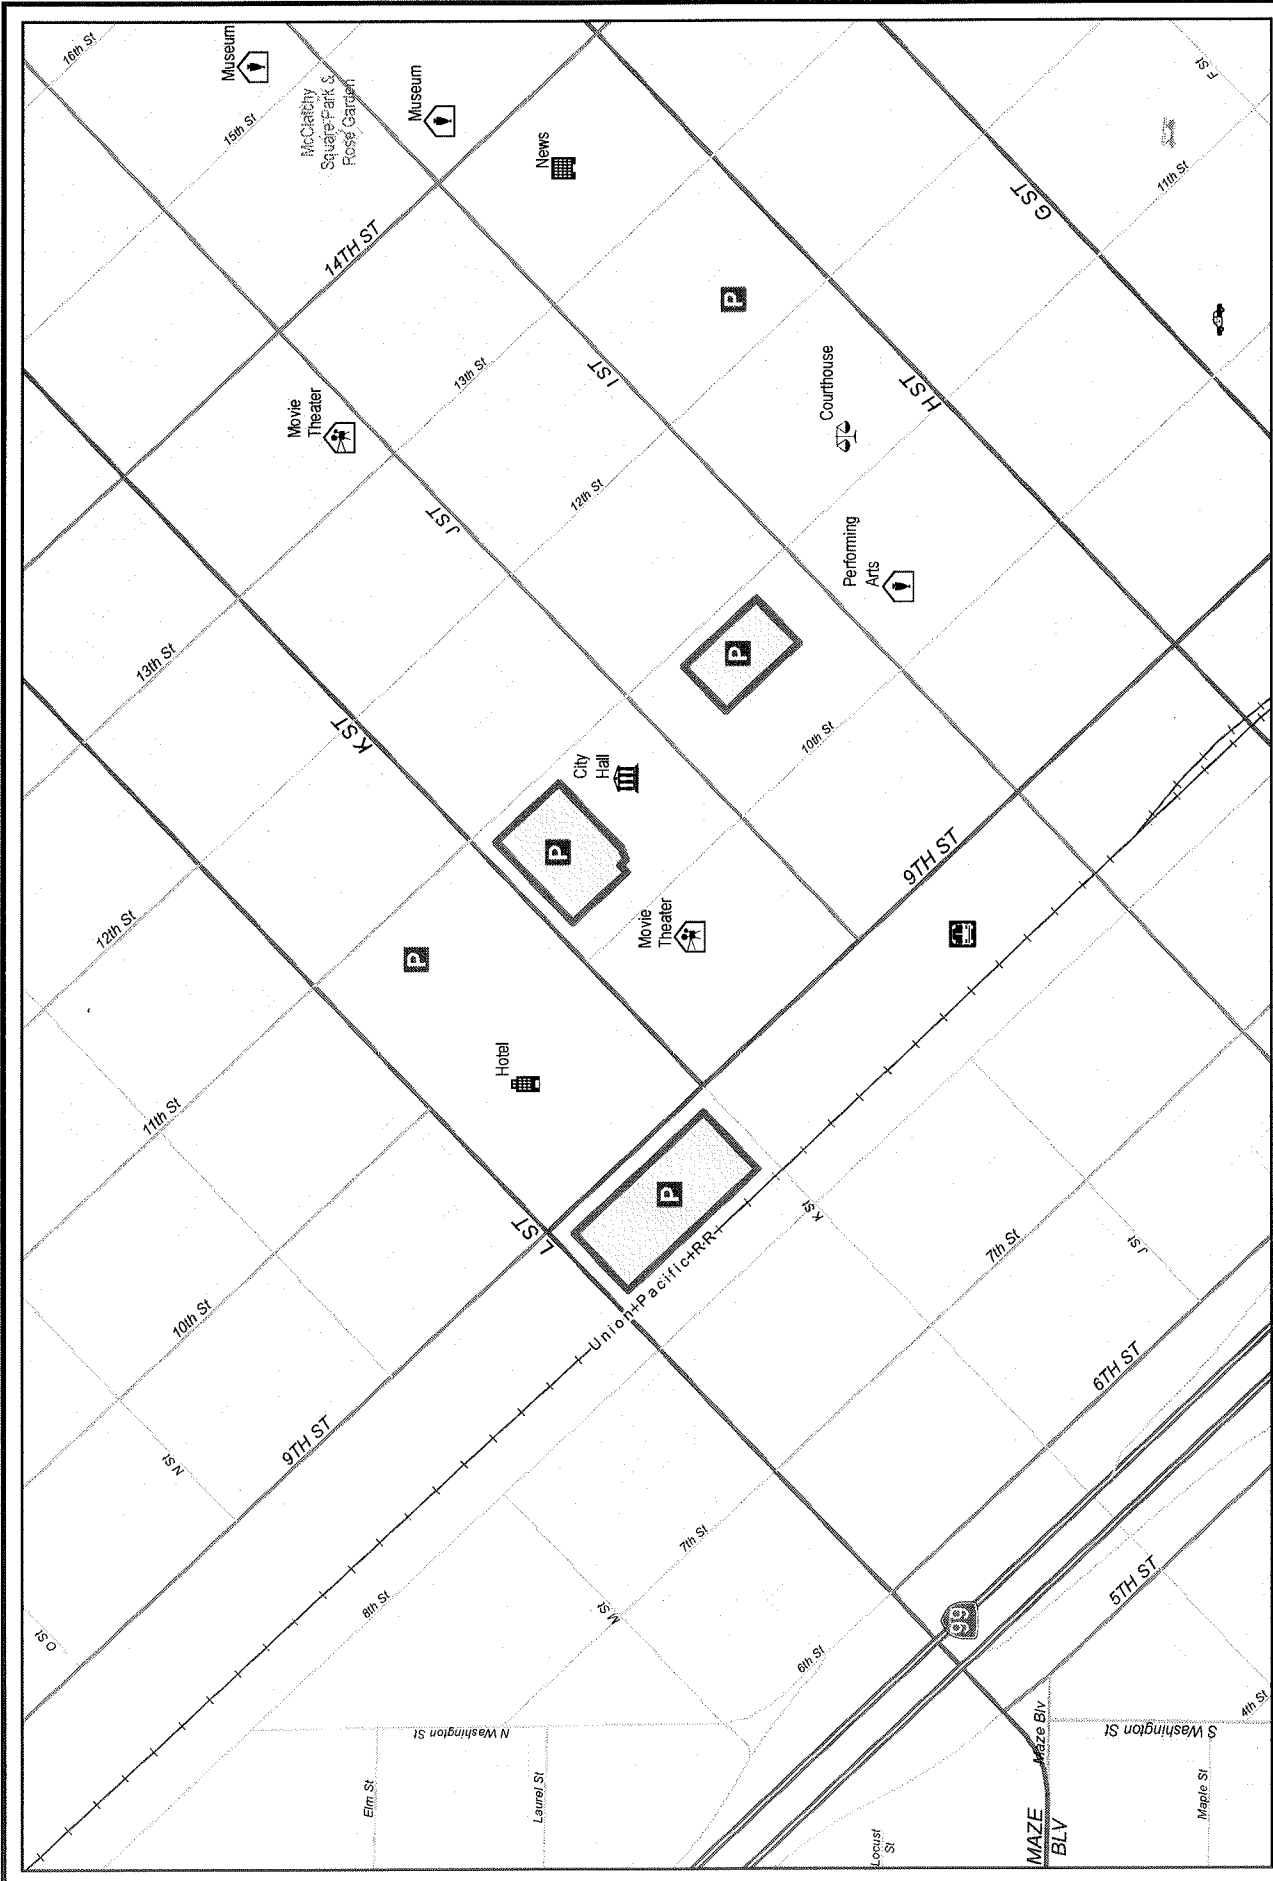 16th St
Museum
15th St
McClatchy
Square Park &
Rose Garden
Museum
News
F St
11th St
G ST
14TH ST
P
13th St
I ST
Courthouse
H ST
Movie
Theater
J ST
12th St
Performing
Arts
13th St
K ST
P
10th St
City
Hall
P
12th St
P
Movie
Theater
9TH ST
Hotel
11th St
L ST
P
Union Pacific RR
K St
7th St
J St
10th St
9TH ST
N St
6TH ST
8th St
7th St
M St
5TH ST
99
O St
6th St
N Washington St
Maze Blv
S Washington St
4th St
Elm St
Laurel St
Locust
St
MAZE
BLV
Maple St